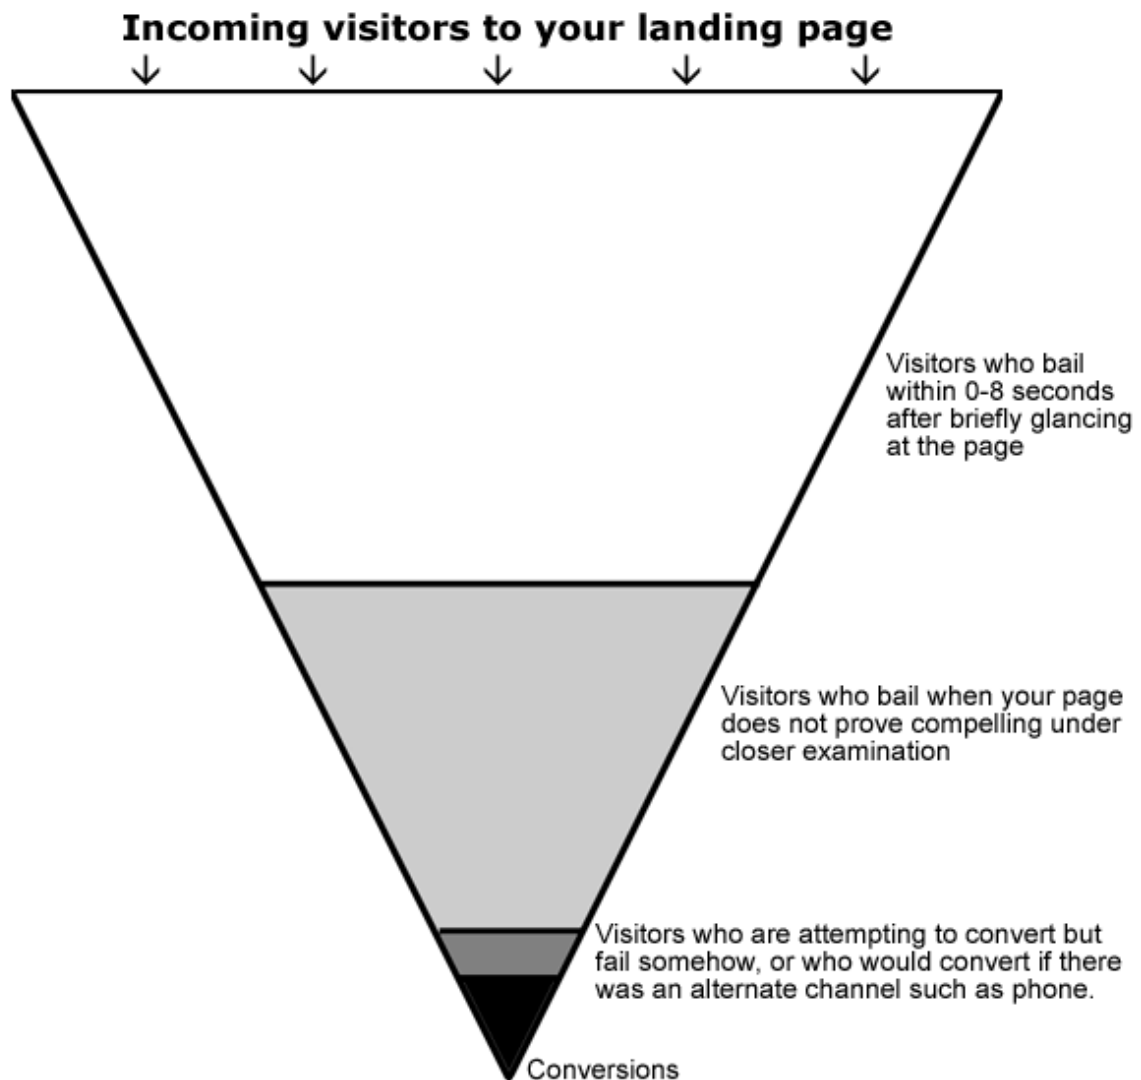 Incoming visitors to your landing page
Visitors who bail
within 0-8 seconds
after briefly glancing
at the page
Visitors who bail when your page
does not prove compelling under
closer examination
Visitors who are attempting to convert but
fail somehow, or who would convert if there
was an alternate channel such as phone.
Conversions